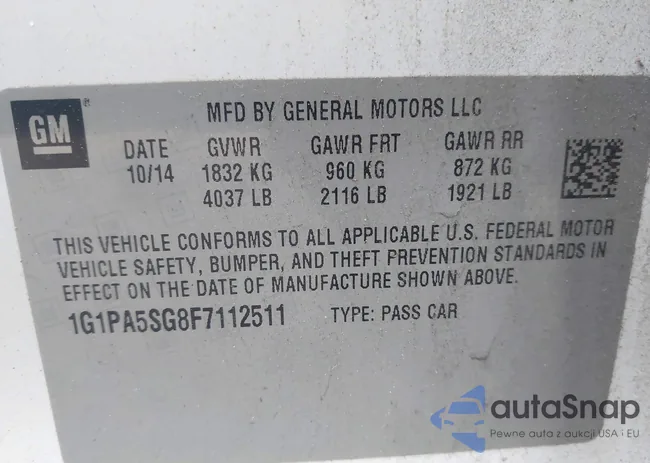 GM
MFD BY GENERAL MOTORS LLC
DATE GVWR GAWR FRT GAWR RR
10/14 1832 KG 960 KG 872 KG
4037 LB 2116 LB 1921 LB
THIS VEHICLE CONFORMS TO ALL APPLICABLE U.S. FEDERAL MOTOR
VEHICLE SAFETY, BUMPER, AND THEFT PREVENTION STANDARDS IN
EFFECT ON THE DATE OF MANUFACTURE SHOWN ABOVE.
1G1PA5SG8F7112511 TYPE: PASS CAR
autaSnap
Pewne auta z aukcji USA i EU